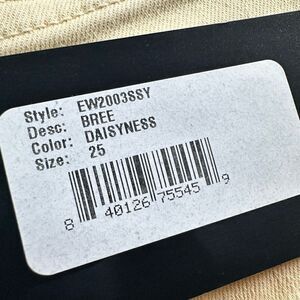 Style: EW2003SSY
Desc: BREE
Color: DAISYNESS
Size: 25
8 40126 75545 9